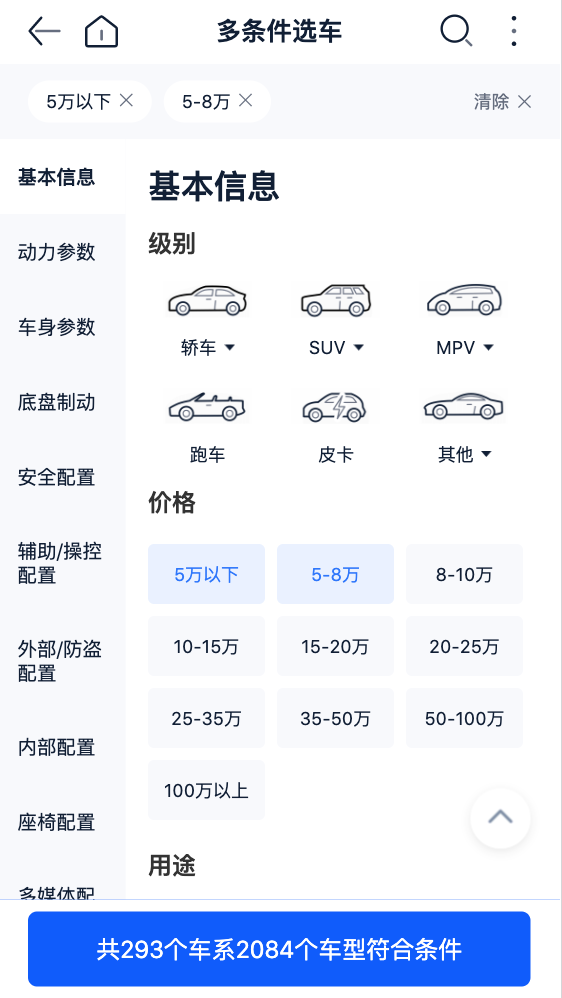 多条件选车
5万以下
5-8万
清除
基本信息
动力参数
车身参数
底盘制动
安全配置
辅助/操控
配置
外部/防盗
配置
内部配置
座椅配置
多媒体配
基本信息
级别
轿车
SUV
MPV
跑车
皮卡
其他
价格
5万以下
5-8万
8-10万
10-15万
15-20万
20-25万
25-35万
35-50万
50-100万
100万以上
用途
共293个车系2084个车型符合条件